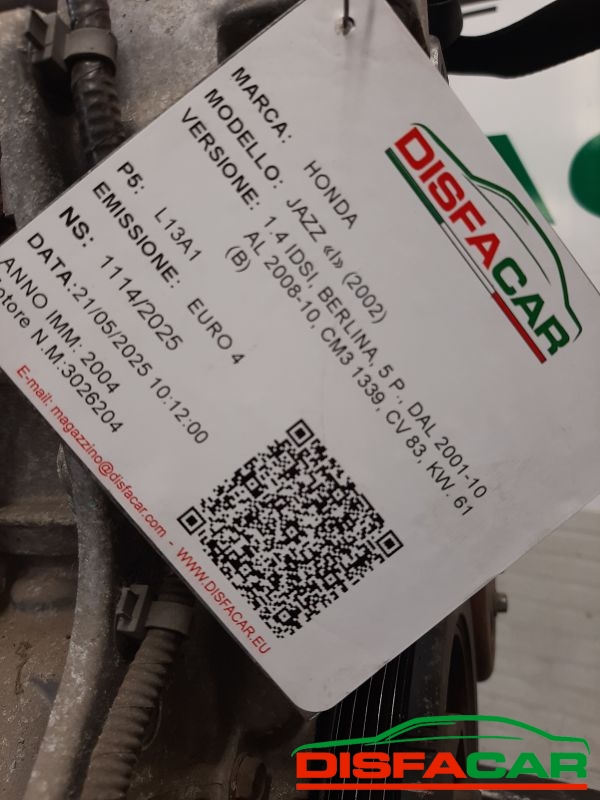 DISFACAR
MARCA: HONDA
MODELLO: JAZZ «I» (2002)
VERSIONE: 1.4 IDSI, BERLINA, 5 P., DAL 2001-10
AL 2008-10, CM3 1339, CV 83, KW. 61
(B)
P5: L13A1
EMISSIONE: EURO 4
NS: 1114/2025
DATA:21/05/2025 10:12:00
ANNO IMM: 2004
otore N.M:3026204
E-mail: magazzino@disfacar.com - WWW.DISFACAR.EU
DISFACAR